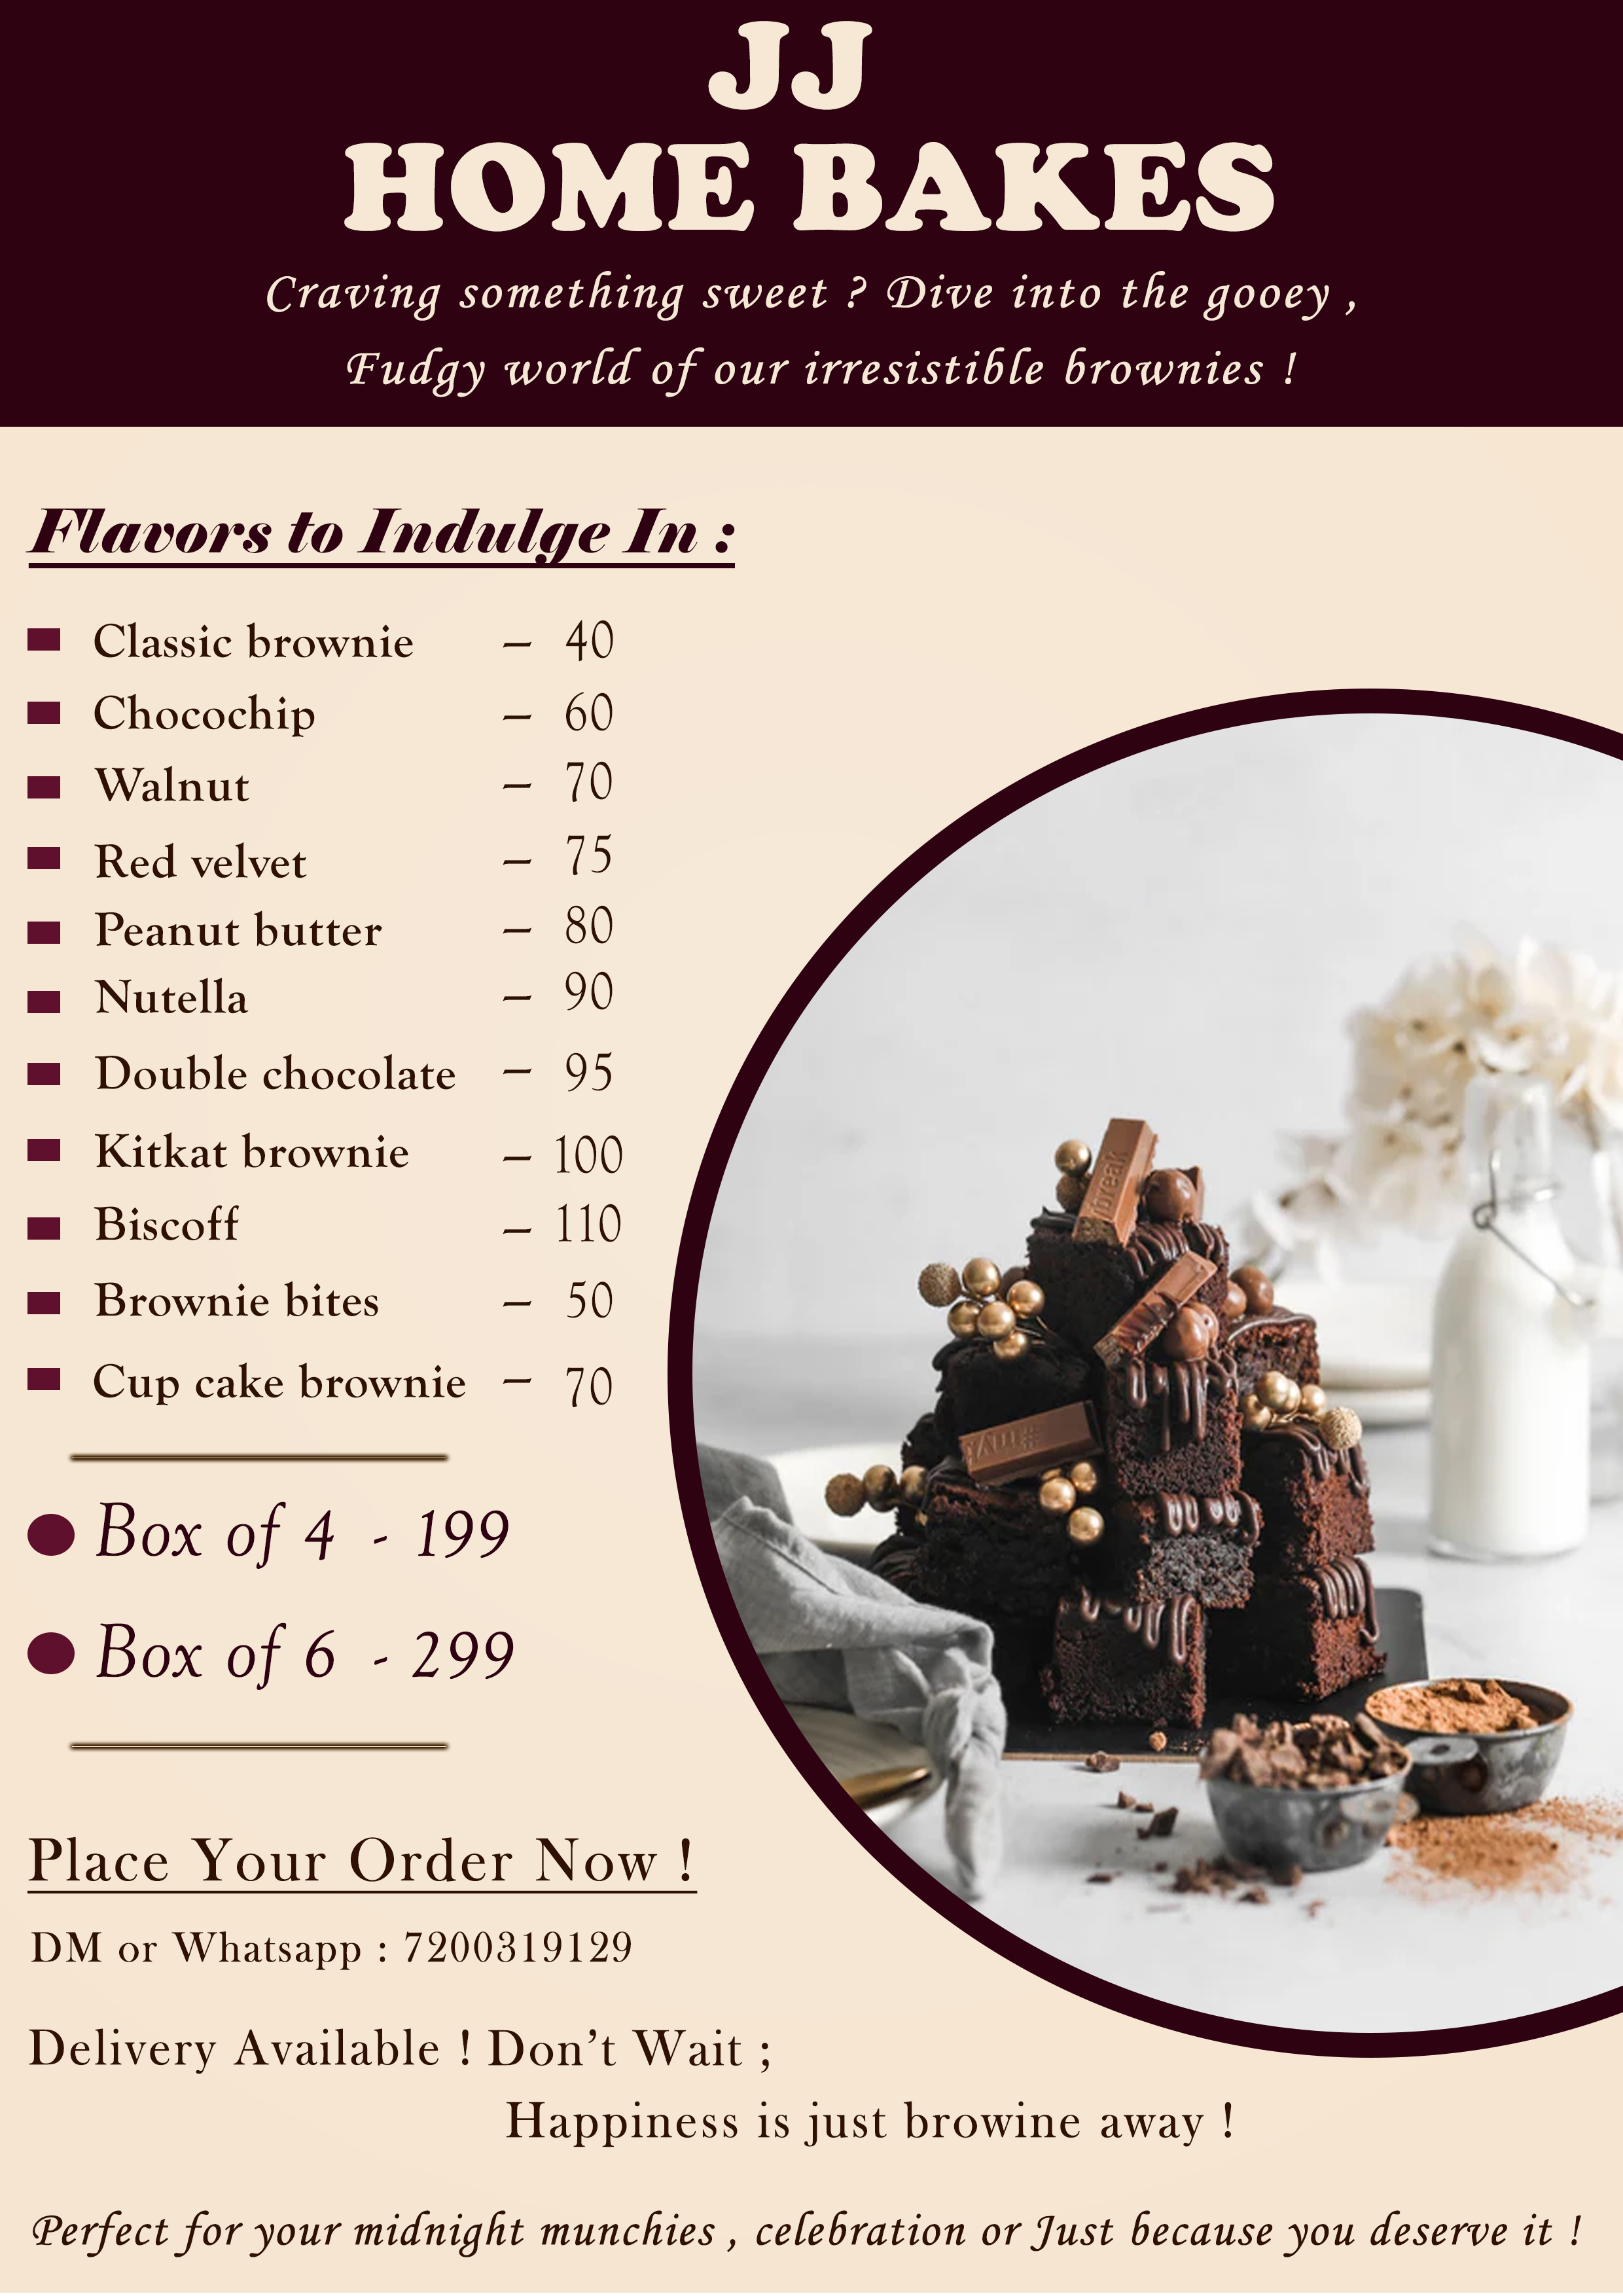 JJ
HOME BAKES
Craving something sweet ? Dive into the gooey ,
Fudgy world of our irresistible brownies !
Flavors to Indulge In :
Classic brownie – 40
Chocochip – 60
Walnut – 70
Red velvet – 75
Peanut butter – 80
Nutella – 90
Double chocolate – 95
Kitkat brownie – 100
Biscoff – 110
Brownie bites – 50
Cup cake brownie – 70
Box of 4 - 199
Box of 6 - 299
Place Your Order Now !
DM or Whatsapp : 7200319129
Delivery Available ! Don’t Wait ;
Happiness is just browine away !
Perfect for your midnight munchies , celebration or Just because you deserve it !
break